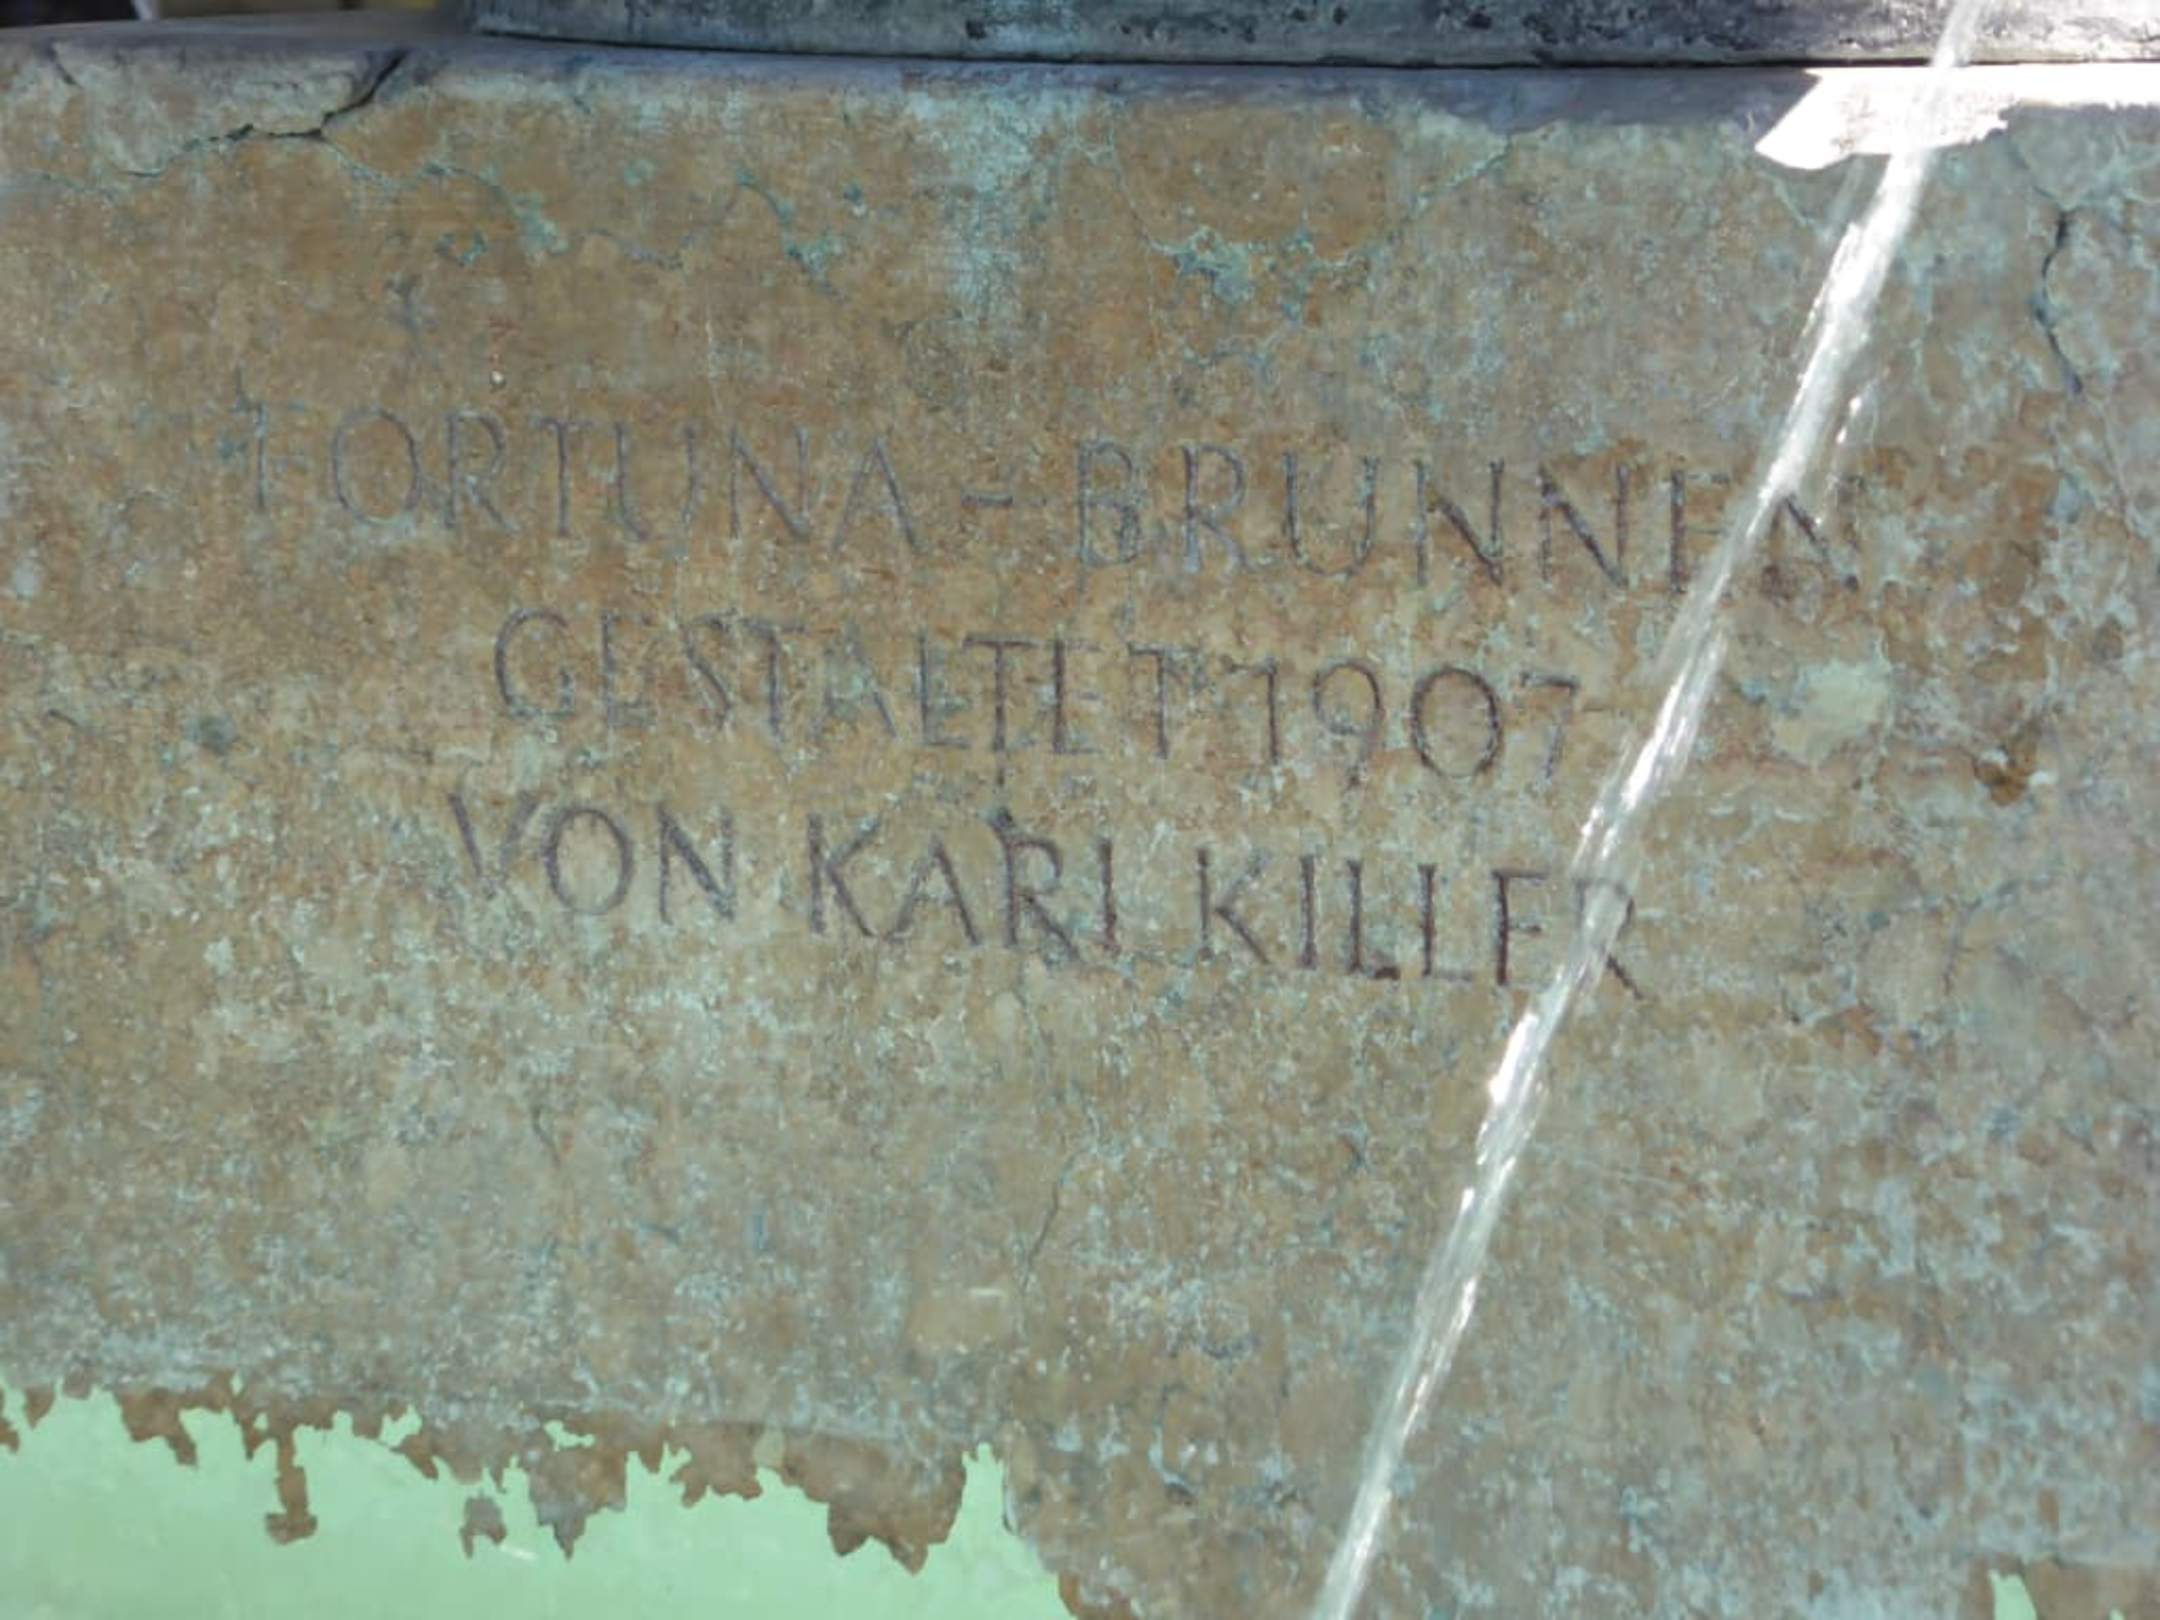 FORTUNA - BRUNNEN
GESTALTET 1907
VON KARL KILLER